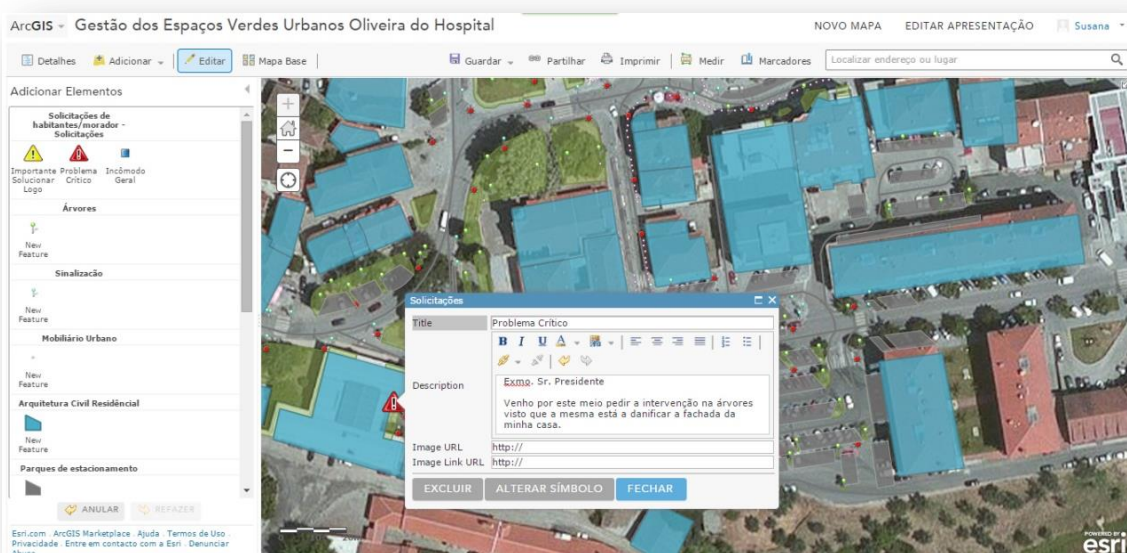 ArcGIS Gestão dos Espaços Verdes Urbanos Oliveira do Hospital
NOVO MAPA EDITAR APRESENTAÇÃO Susana
Detalhes Adicionar Editar Mapa Base Guardar Partilhar Imprimir Medir Marcadores Localizar endereço ou lugar
Adicionar Elementos
Solicitações de
habitantes/morador -
Solicitações
Importante Problema Incômodo
Solucionar Crítico Geral
Logo
Árvores
New
Feature
Sinalizacão
New
Feature
Mobiliário Urbano
New
Feature
Arquitetura Civil Residêncial
New
Feature
Parques de estacionamento
ANULAR REFAZER
Esri.com . ArcGIS Marketplace . Ajuda . Termos de Uso .
Privacidade . Entre em contacto com a Esri . Denunciar
Solicitações
Title Problema Crítico
B I U A
Description
Exmo. Sr. Presidente
Venho por este meio pedir a intervenção na árvores
visto que a mesma está a danificar a fachada da
minha casa.
Image URL http://
Image Link URL http://
EXCLUIR ALTERAR SÍMBOLO FECHAR
POWERED BY
esri